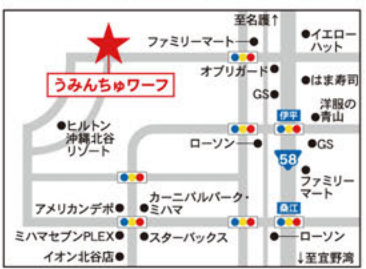 至名護↑
ファミリーマート
イエロー
ハット
オブリガード
はま寿司
うみんちゅワーフ
GS
洋服の
青山
伊平
ヒルトン
沖縄北谷
リゾート
ローソン
GS
58
ファミリー
マート
アメリカンデポ
カーニバルパーク・
ミハマ
桑江
ミハマセブンPLEX
スターバックス
ローソン
イオン北谷店
↓至宜野湾